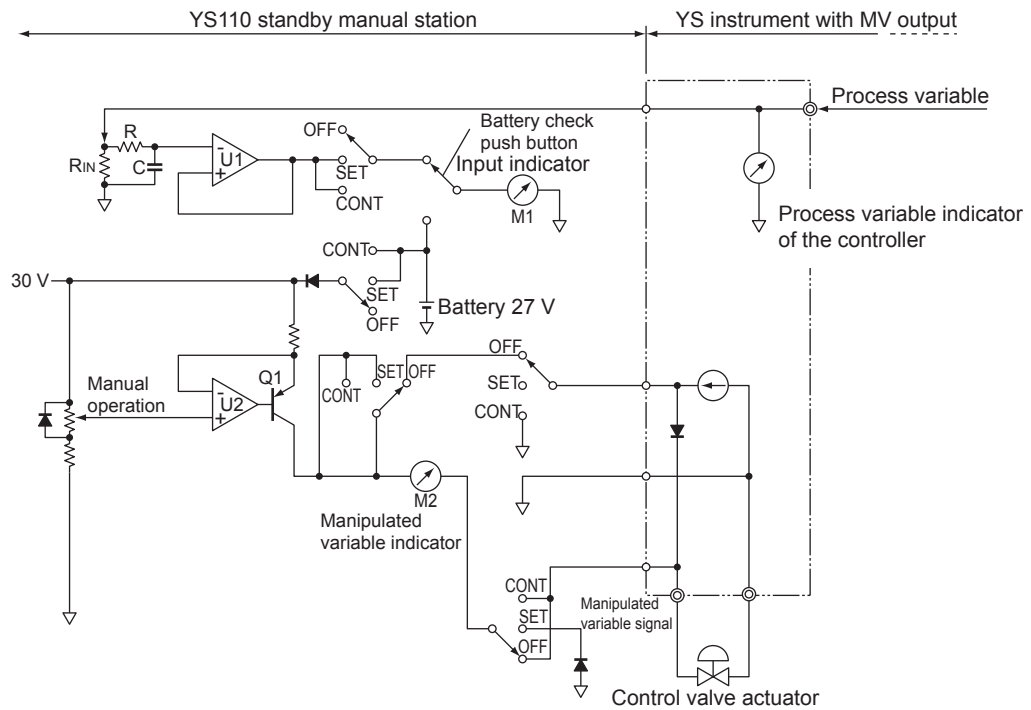 YS110 standby manual station
YS instrument with MV output
Process variable
Battery check
push button
OFF
R
U1
-
+
Input indicator
RIN
C
SET
CONT
M1
Process variable indicator
of the controller
CONT
30 V
SET
Battery 27 V
OFF
OFF
SET
OFF
CONT
Q1
Manual
operation
-
+
U2
SET
CONT
M2
Manipulated
variable indicator
CONT
SET
Manipulated
variable signal
OFF
Control valve actuator